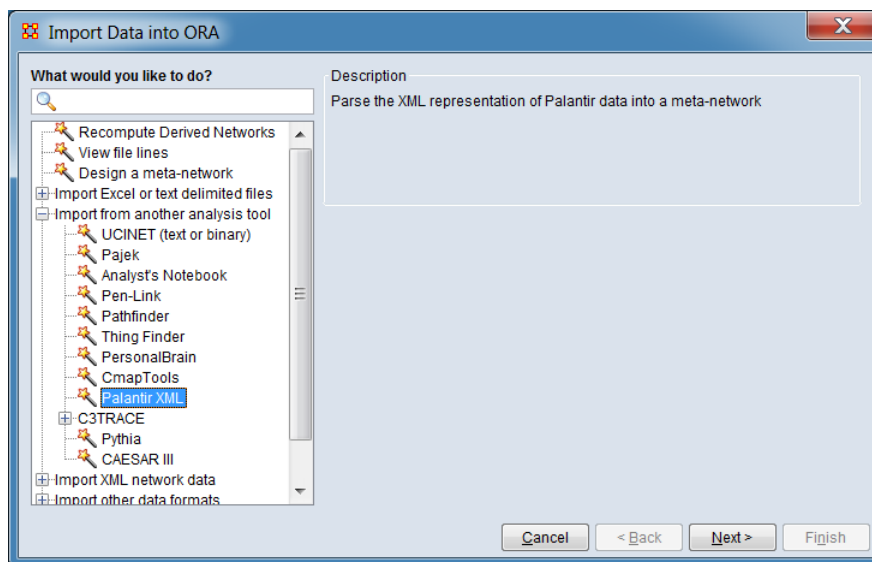 Import Data into ORA
What would you like to do?
Recompute Derived Networks
View file lines
Design a meta-network
Import Excel or text delimited files
Import from another analysis tool
UCINET (text or binary)
Pajek
Analyst's Notebook
Pen-Link
Pathfinder
Thing Finder
PersonalBrain
CmapTools
Palantir XML
C3TRACE
Pythia
CAESAR III
Import XML network data
Import other data formats
Description
Parse the XML representation of Palantir data into a meta-network
Cancel
< Back
Next >
Finish